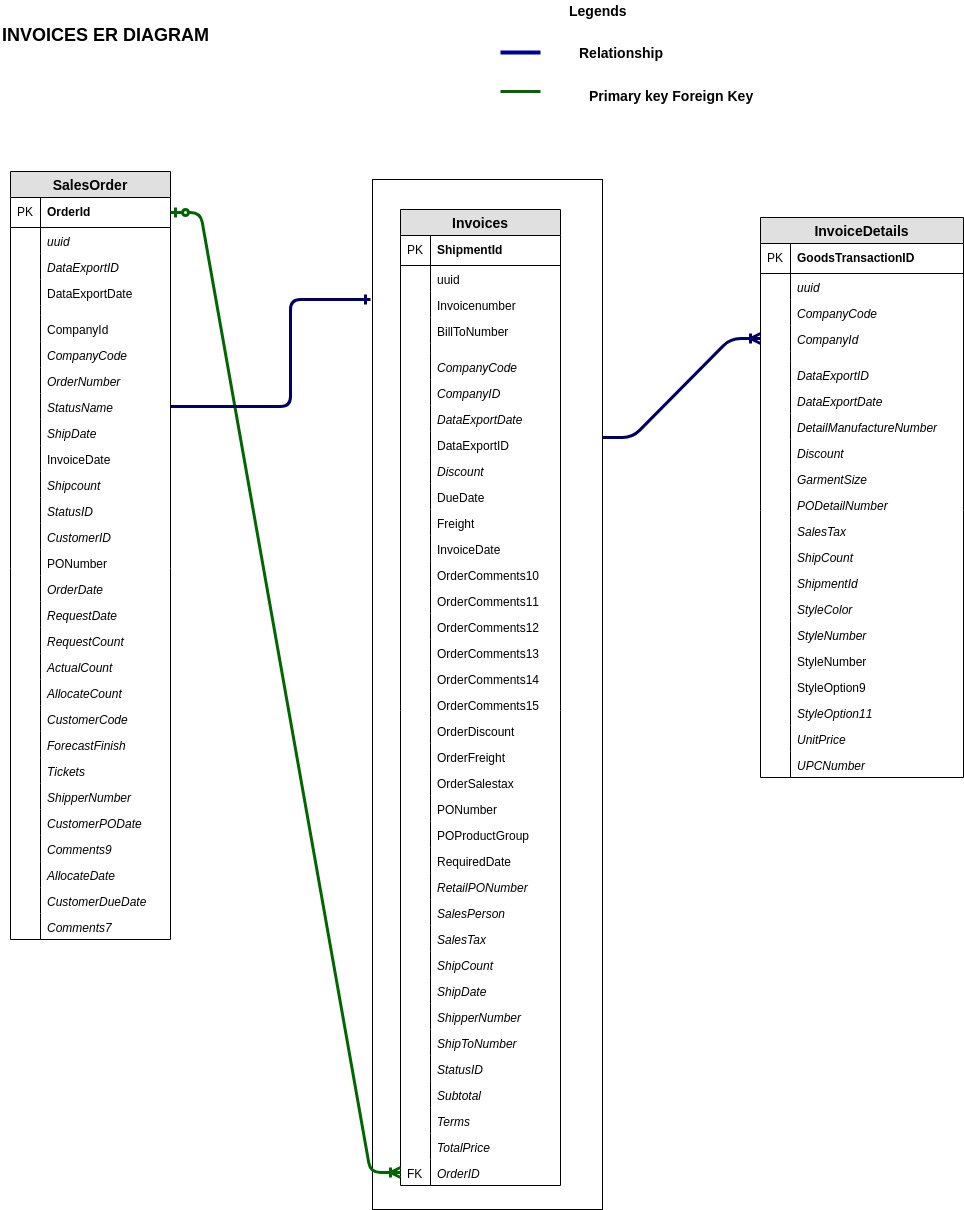 Legends
INVOICES ER DIAGRAM
Relationship
Primary key Foreign Key
SalesOrder
PK OrderId
uuid
DataExportID
DataExportDate
CompanyId
CompanyCode
OrderNumber
StatusName
ShipDate
InvoiceDate
Shipcount
StatusID
CustomerID
PONumber
OrderDate
RequestDate
RequestCount
ActualCount
AllocateCount
CustomerCode
ForecastFinish
Tickets
ShipperNumber
CustomerPODate
Comments9
AllocateDate
CustomerDueDate
Comments7
Invoices
PK ShipmentId
uuid
Invoicenumber
BillToNumber
CompanyCode
CompanyID
DataExportDate
DataExportID
Discount
DueDate
Freight
InvoiceDate
OrderComments10
OrderComments11
OrderComments12
OrderComments13
OrderComments14
OrderComments15
OrderDiscount
OrderFreight
OrderSalestax
PONumber
POProductGroup
RequiredDate
RetailPONumber
SalesPerson
SalesTax
ShipCount
ShipDate
ShipperNumber
ShipToNumber
StatusID
Subtotal
Terms
TotalPrice
FK OrderID
InvoiceDetails
PK GoodsTransactionID
uuid
CompanyCode
CompanyId
DataExportID
DataExportDate
DetailManufactureNumber
Discount
GarmentSize
PODetailNumber
SalesTax
ShipCount
ShipmentId
StyleColor
StyleNumber
StyleNumber
StyleOption9
StyleOption11
UnitPrice
UPCNumber